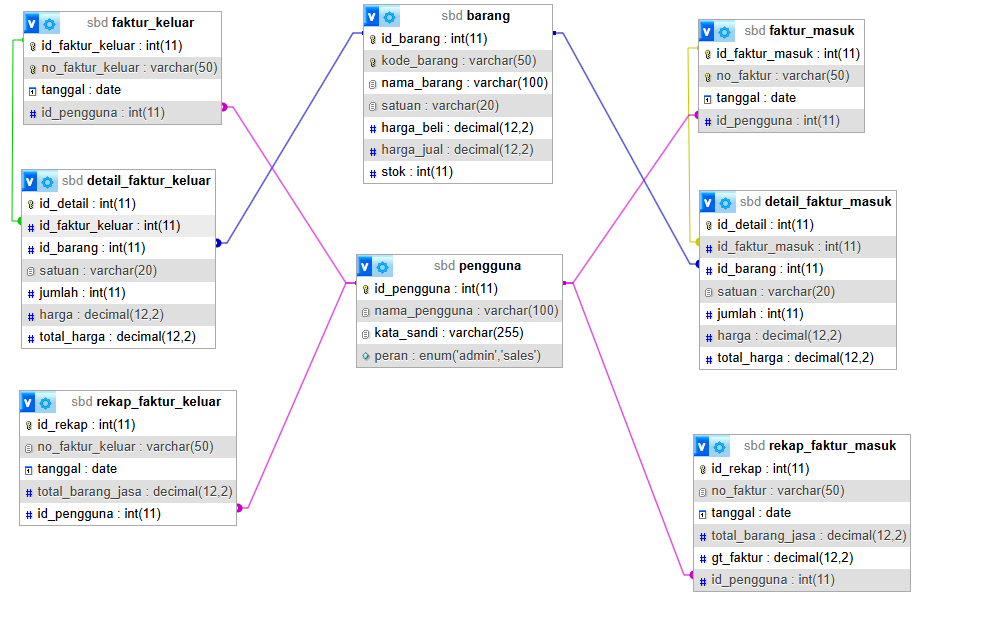 v sbd faktur_keluar
id_faktur_keluar : int(11)
no_faktur_keluar : varchar(50)
tanggal : date
# id_pengguna : int(11)
v sbd detail_faktur_keluar
id_detail : int(11)
# id_faktur_keluar : int(11)
# id_barang : int(11)
satuan : varchar(20)
# jumlah : int(11)
# harga : decimal(12,2)
# total_harga : decimal(12,2)
v sbd rekap_faktur_keluar
id_rekap : int(11)
no_faktur_keluar : varchar(50)
tanggal : date
# total_barang_jasa : decimal(12,2)
# id_pengguna : int(11)
v sbd barang
id_barang : int(11)
kode_barang : varchar(50)
nama_barang : varchar(100)
satuan : varchar(20)
# harga_beli : decimal(12,2)
# harga_jual : decimal(12,2)
# stok : int(11)
v sbd pengguna
id_pengguna : int(11)
nama_pengguna : varchar(100)
kata_sandi : varchar(255)
peran : enum('admin','sales')
v sbd faktur_masuk
id_faktur_masuk : int(11)
no_faktur : varchar(50)
tanggal : date
# id_pengguna : int(11)
v sbd detail_faktur_masuk
id_detail : int(11)
# id_faktur_masuk : int(11)
# id_barang : int(11)
satuan : varchar(20)
# jumlah : int(11)
# harga : decimal(12,2)
# total_harga : decimal(12,2)
v sbd rekap_faktur_masuk
id_rekap : int(11)
no_faktur : varchar(50)
tanggal : date
# total_barang_jasa : decimal(12,2)
# gt_faktur : decimal(12,2)
# id_pengguna : int(11)